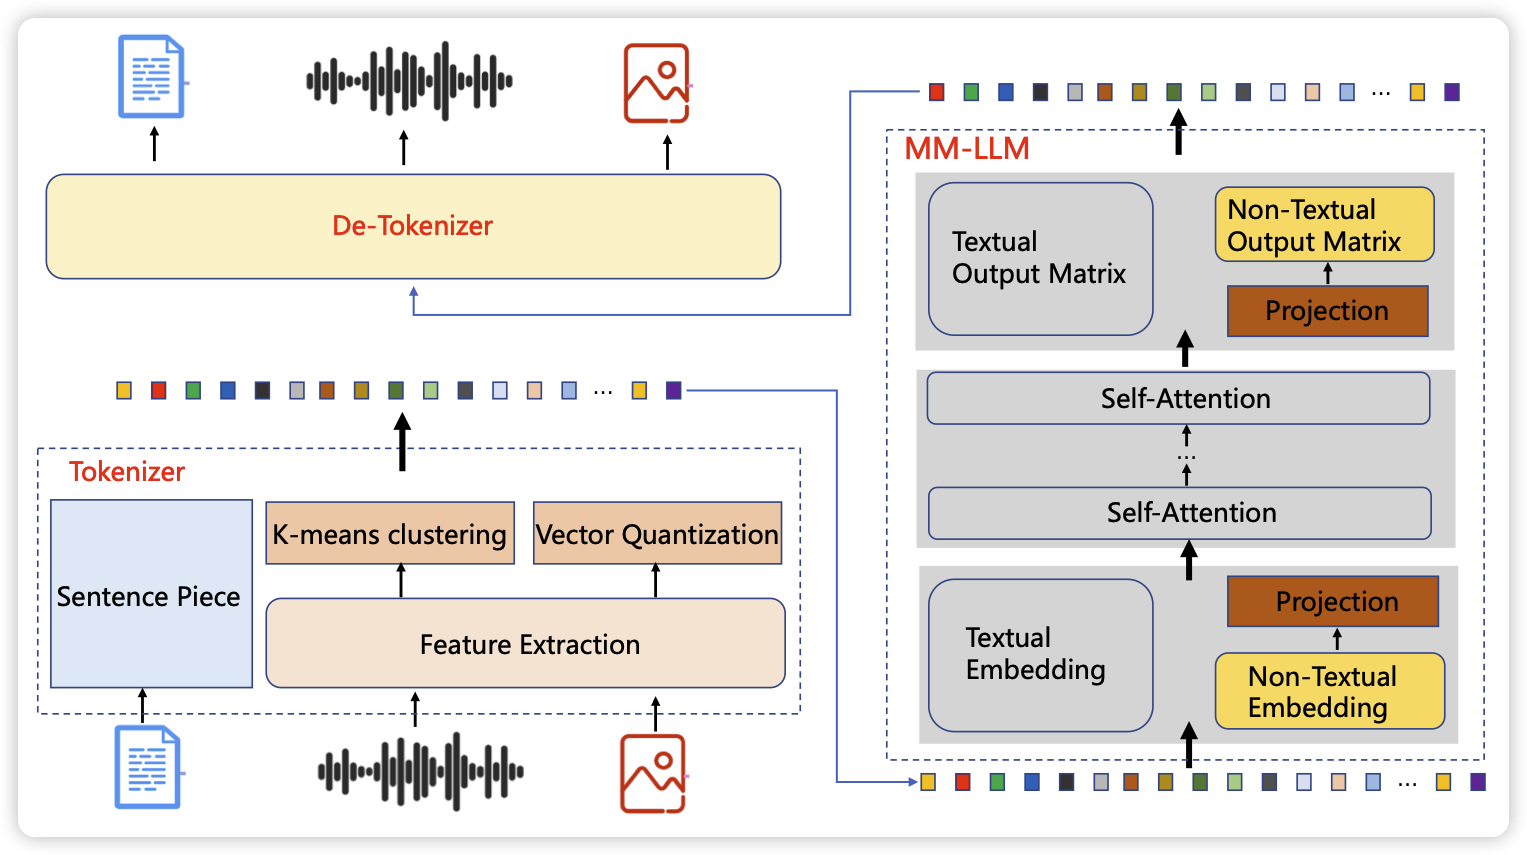 De-Tokenizer
...
Tokenizer
Sentence Piece
K-means clustering
Vector Quantization
Feature Extraction
...
MM-LLM
Textual
Output Matrix
Non-Textual
Output Matrix
Projection
Self-Attention
...
Self-Attention
Textual
Embedding
Projection
Non-Textual
Embedding
...